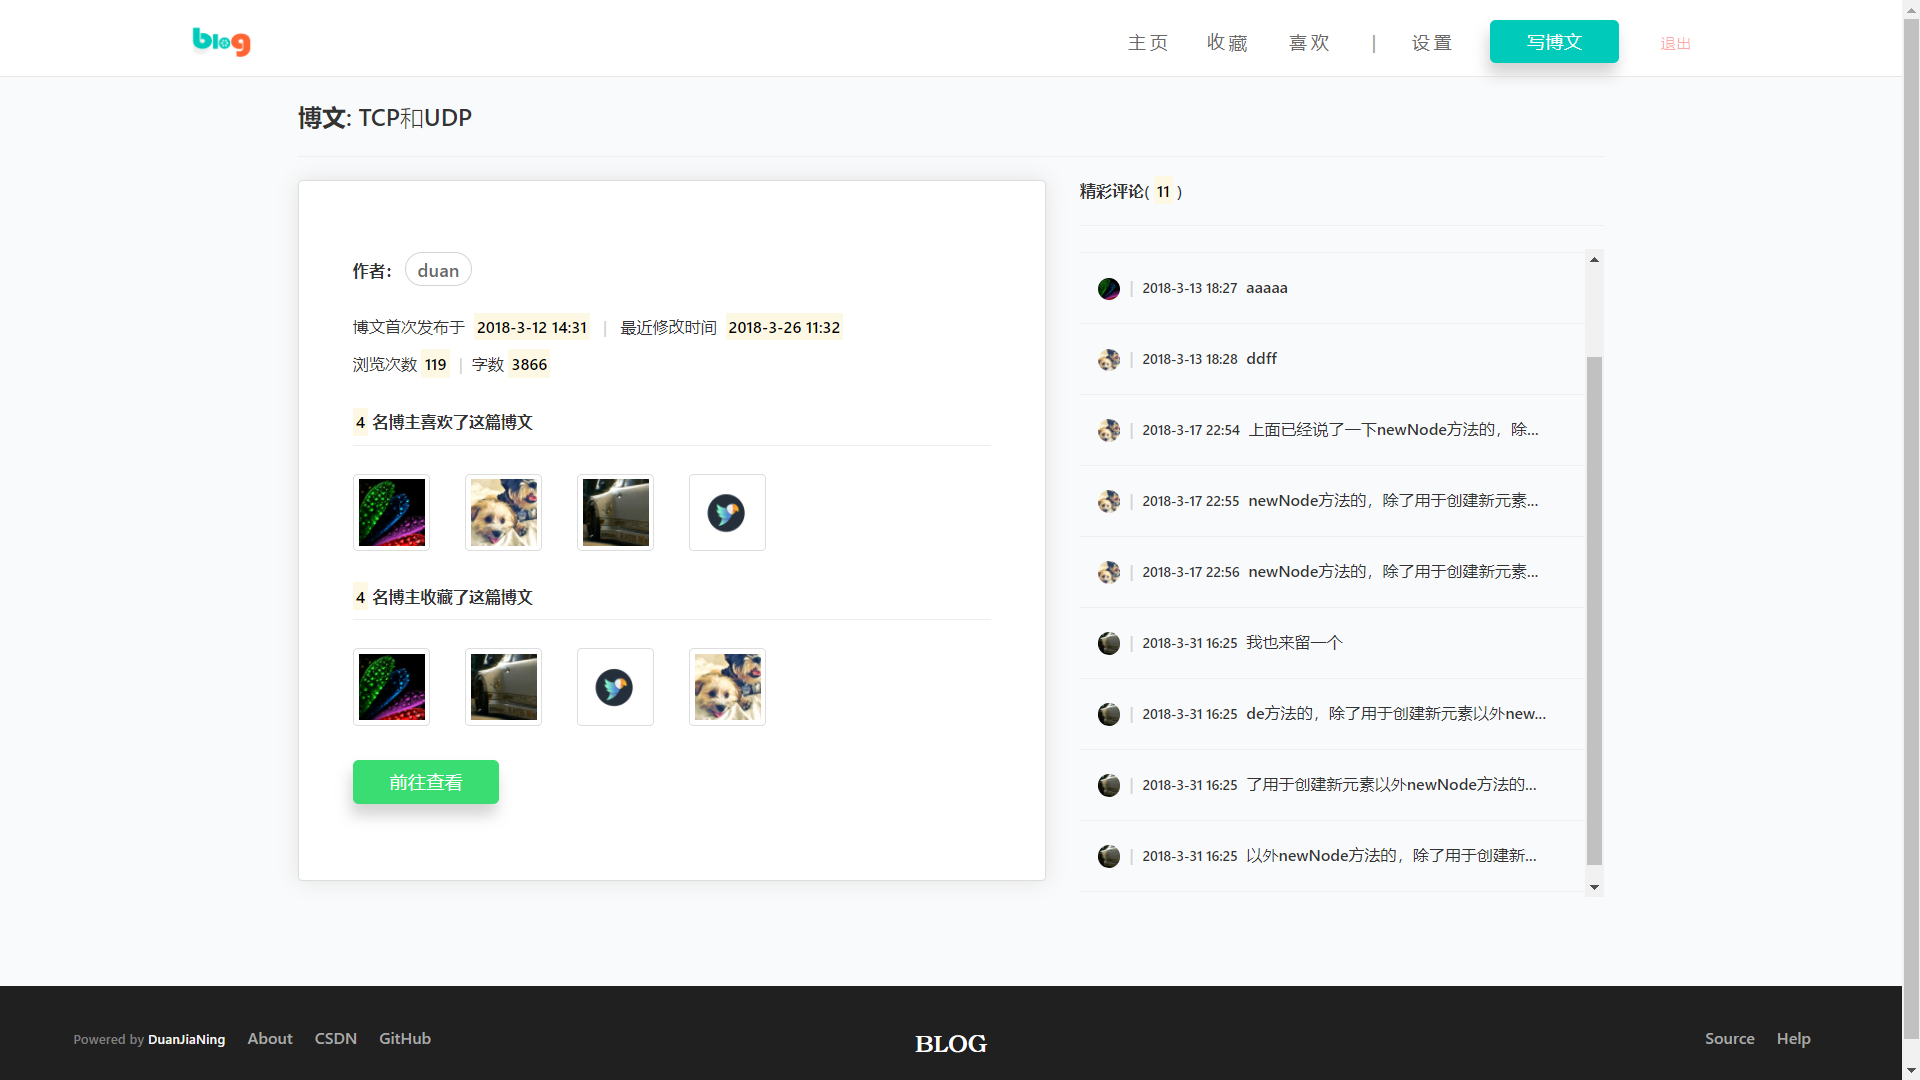 blog
主页 收藏 喜欢 | 设置 写博文 退出
博文: TCP和UDP
精彩评论( 11 )
作者: duan
博文首次发布于 2018-3-12 14:31 | 最近修改时间 2018-3-26 11:32
浏览次数 119 | 字数 3866
4 名博主喜欢了这篇博文
4 名博主收藏了这篇博文
前往查看
| 2018-3-13 18:27 aaaaa
| 2018-3-13 18:28 ddff
| 2018-3-17 22:54 上面已经说了一下newNode方法的，除...
| 2018-3-17 22:55 newNode方法的，除了用于创建新元素...
| 2018-3-17 22:56 newNode方法的，除了用于创建新元素...
| 2018-3-31 16:25 我也来留一个
| 2018-3-31 16:25 de方法的，除了用于创建新元素以外new...
| 2018-3-31 16:25 了用于创建新元素以外newNode方法的...
| 2018-3-31 16:25 以外newNode方法的，除了用于创建新...
Powered by DuanJiaNing About CSDN GitHub
BLOG
Source Help